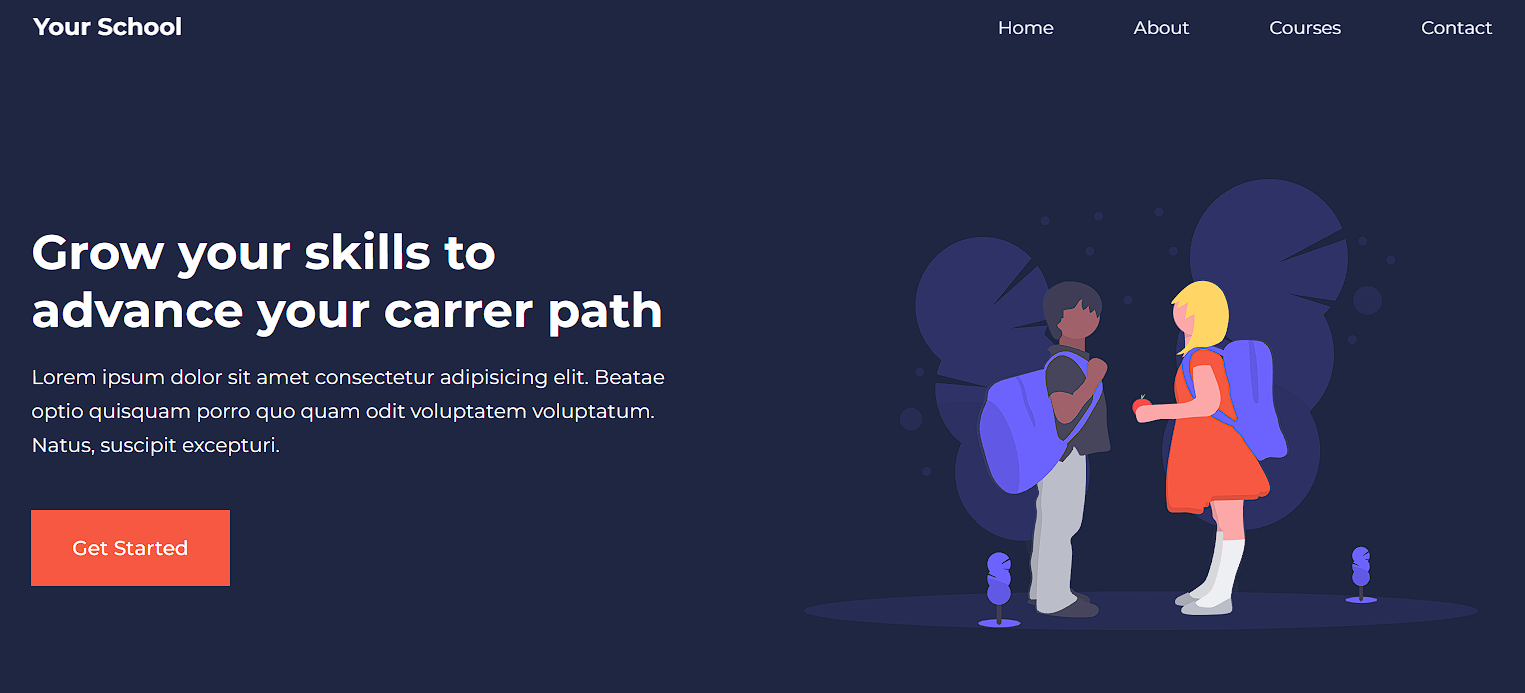 Your School
Home
About
Courses
Contact
Grow your skills to
advance your carrer path
Lorem ipsum dolor sit amet consectetur adipisicing elit. Beatae
optio quisquam porro quo quam odit voluptatem voluptatum.
Natus, suscipit excepturi.
Get Started